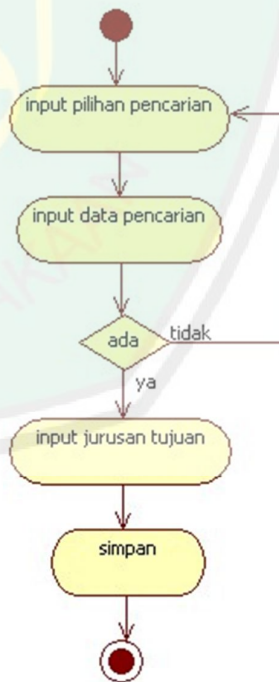 input pilihan pencarian
input data pencarian
ada
tidak
ya
input jurusan tujuan
simpan